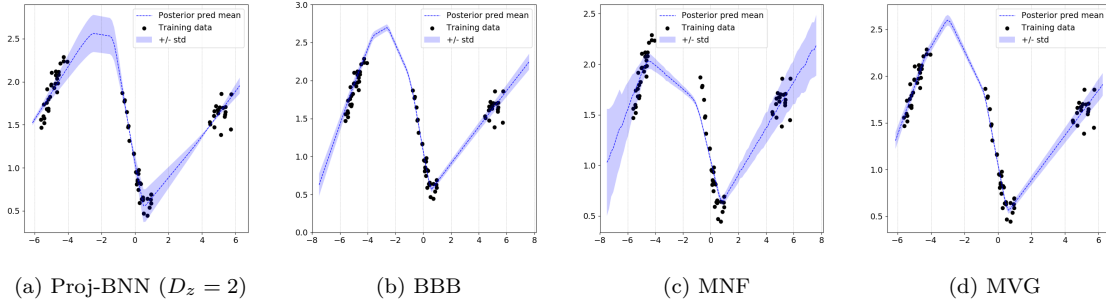 Posterior pred mean
Training data
+/- std
2.5
2.0
1.5
1.0
0.5
−6 −4 −2 0 2 4 6
Posterior pred mean
Training data
+/- std
3.0
2.5
2.0
1.5
1.0
0.5
0.0
−8 −6 −4 −2 0 2 4 6 8
Posterior pred mean
Training data
+/- std
2.5
2.0
1.5
1.0
0.5
−8 −6 −4 −2 0 2 4 6 8
Posterior pred mean
Training data
+/- std
2.5
2.0
1.5
1.0
0.5
−6 −4 −2 0 2 4 6
(a) Proj-BNN (D_z = 2)
(b) BBB
(c) MNF
(d) MVG